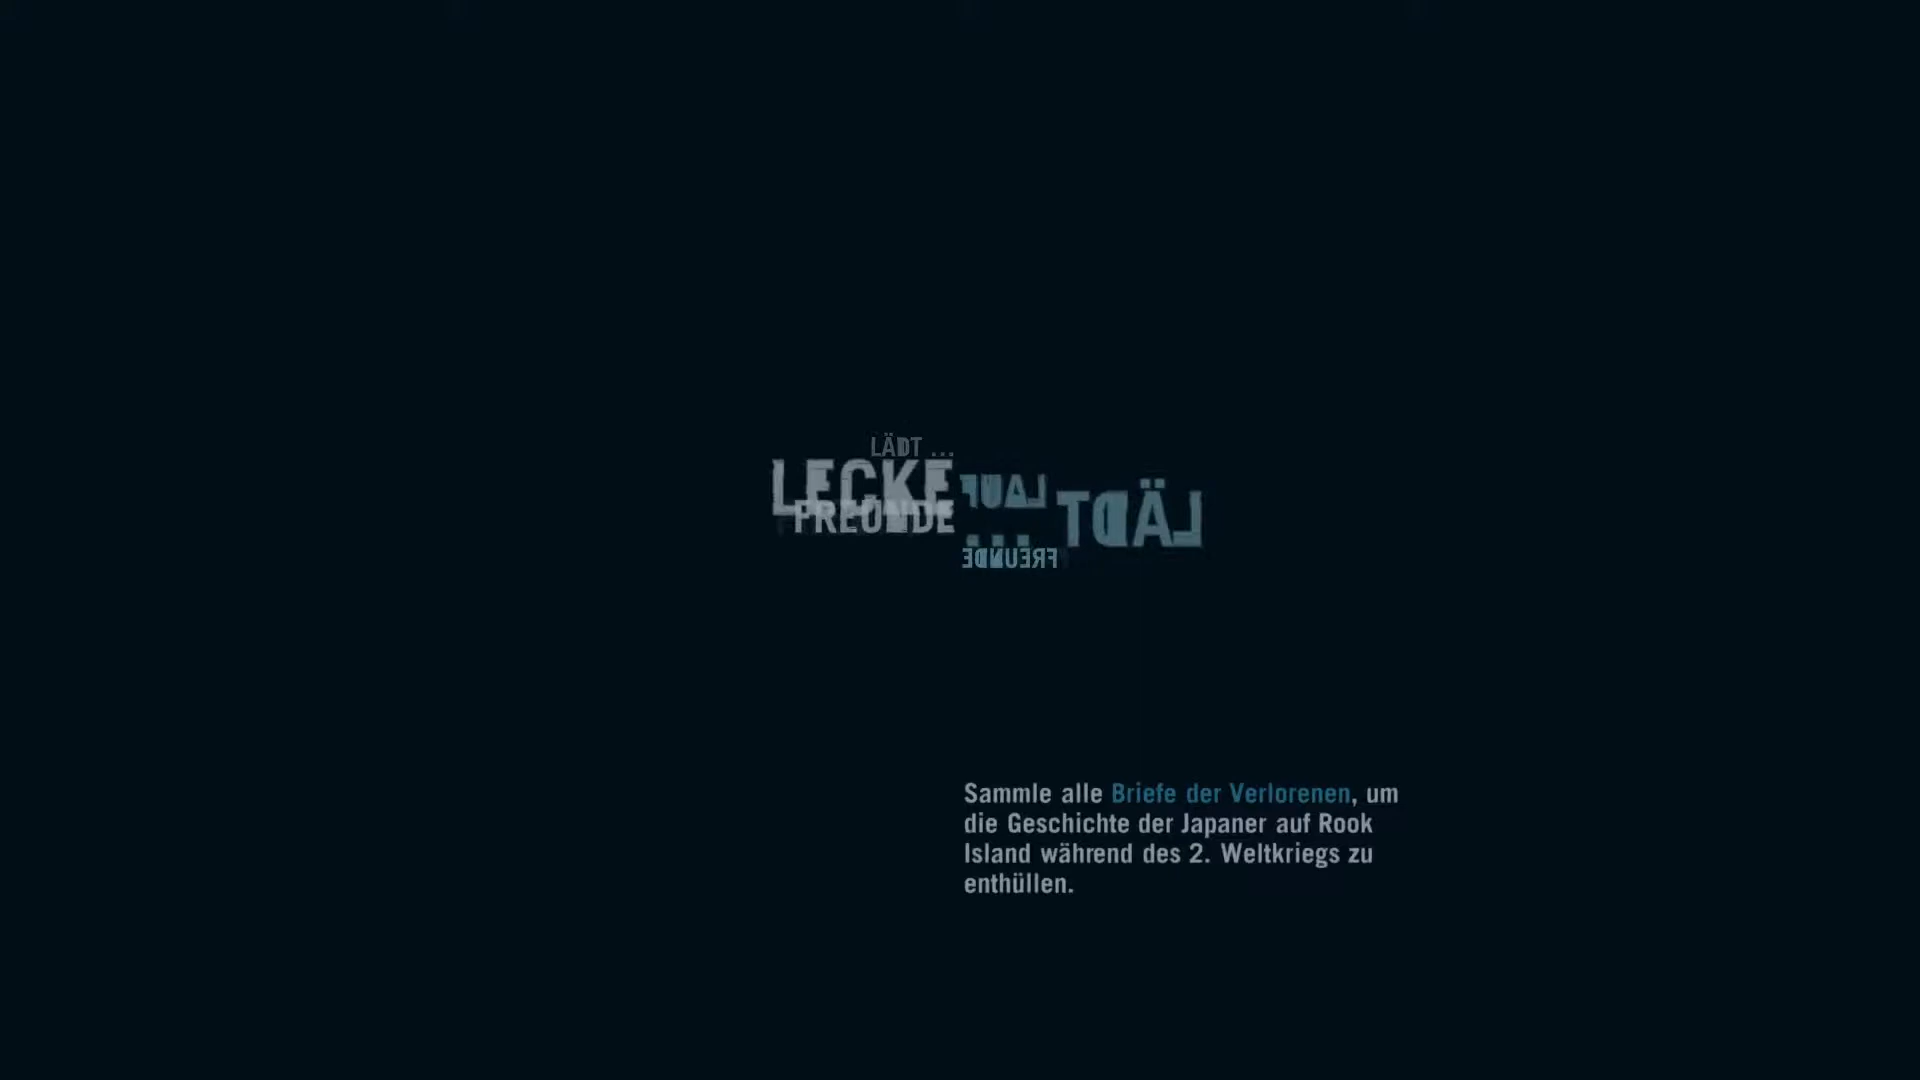 LÄDT ...
LECKE
FREUNDE
LAUF
LÄDT ...
FREUNDE
Sammle alle Briefe der Verlorenen, um
die Geschichte der Japaner auf Rook
Island während des 2. Weltkriegs zu
enthüllen.